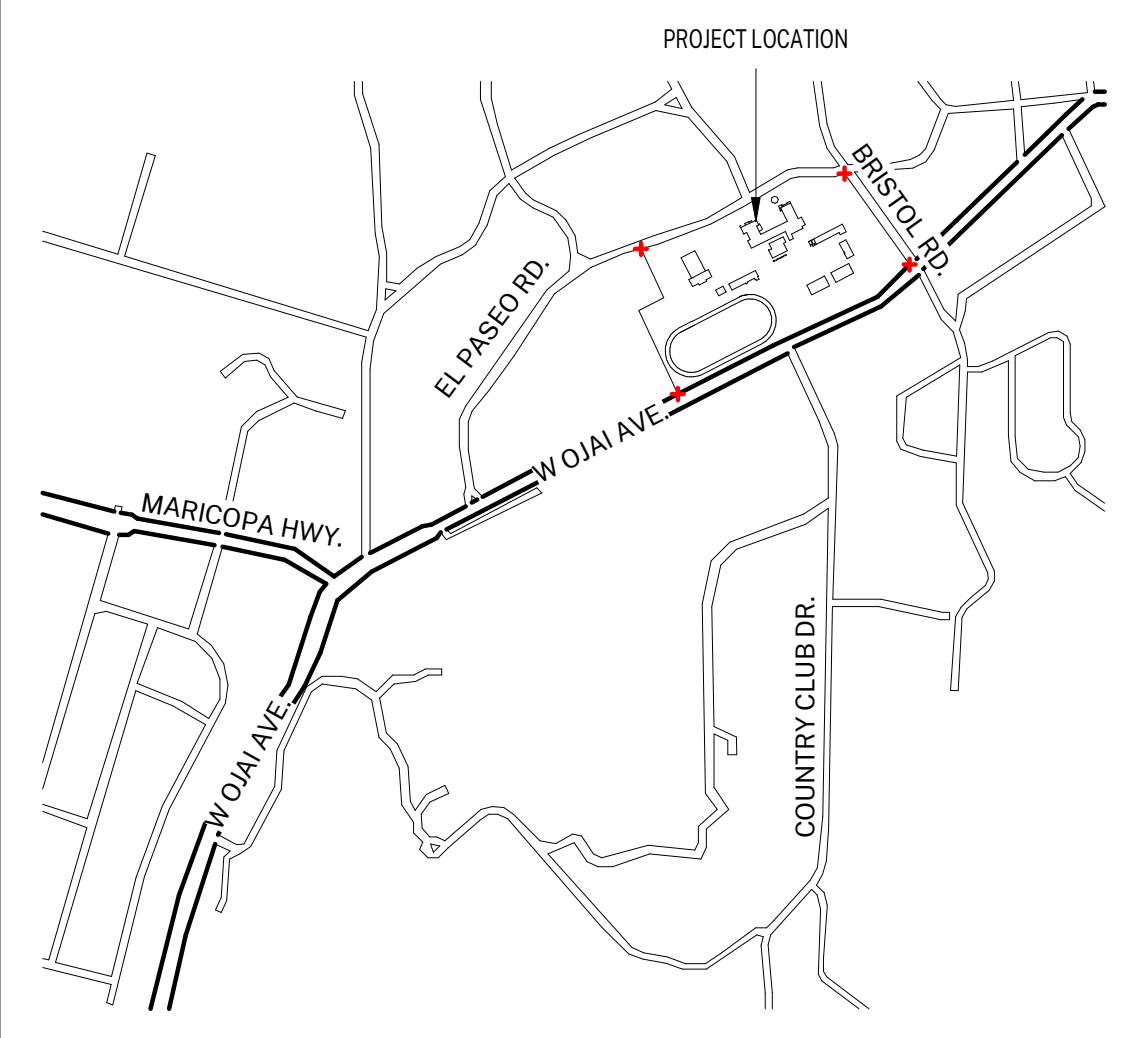 PROJECT LOCATION
BRISTOL RD.
EL PASEO RD.
W OJAI AVE.
MARICOPA HWY.
COUNTRY CLUB DR.
W OJAI AVE.